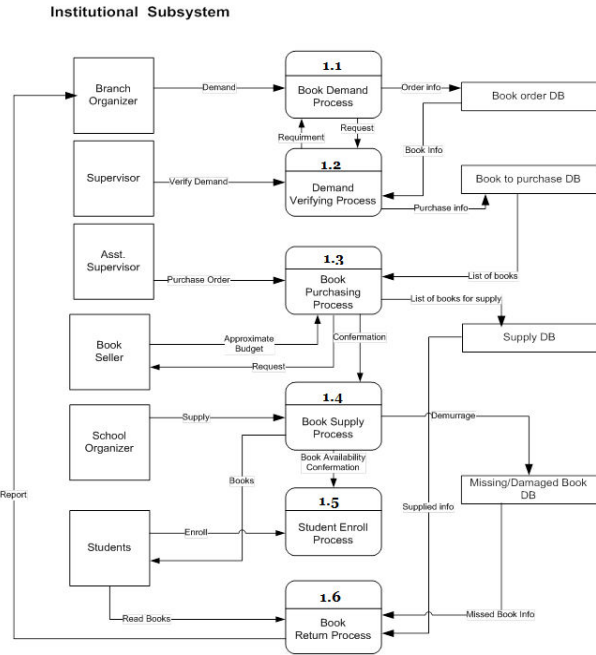 Institutional Subsystem
1.1
Branch
Organizer
Demand
Book Demand
Process
Order info
Book order DB
Requirment
Request
Book Info
1.2
Supervisor
Verify Demand
Demand
Verifying Process
Purchase info
Book to purchase DB
Asst.
Supervisor
Purchase Order
1.3
Book
Purchasing
Process
List of books
List of books for supply
Book
Seller
Approximate
Budget
Request
Confermation
Supply DB
1.4
School
Organizer
Supply
Book Supply
Process
Demurrage
Books
Book Availability
Confermation
Missing/Damaged Book
DB
Report
1.5
Students
Enroll
Student Enroll
Process
Supplied info
1.6
Read Books
Book
Return Process
Missed Book Info